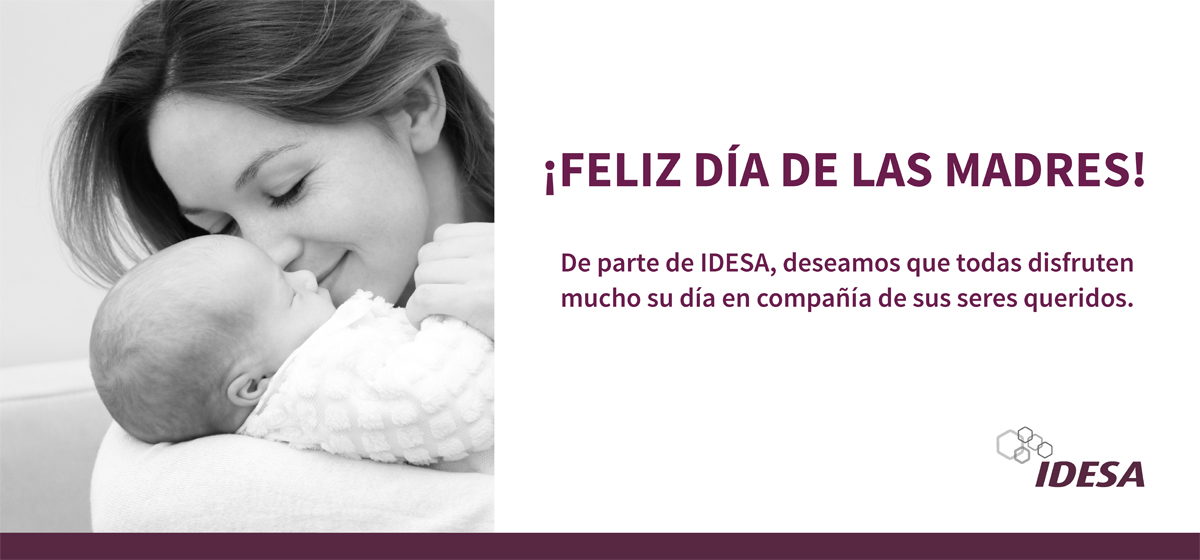 ¡FELIZ DÍA DE LAS MADRES!
De parte de IDESA, deseamos que todas disfruten
mucho su día en compañía de sus seres queridos.
IDESA